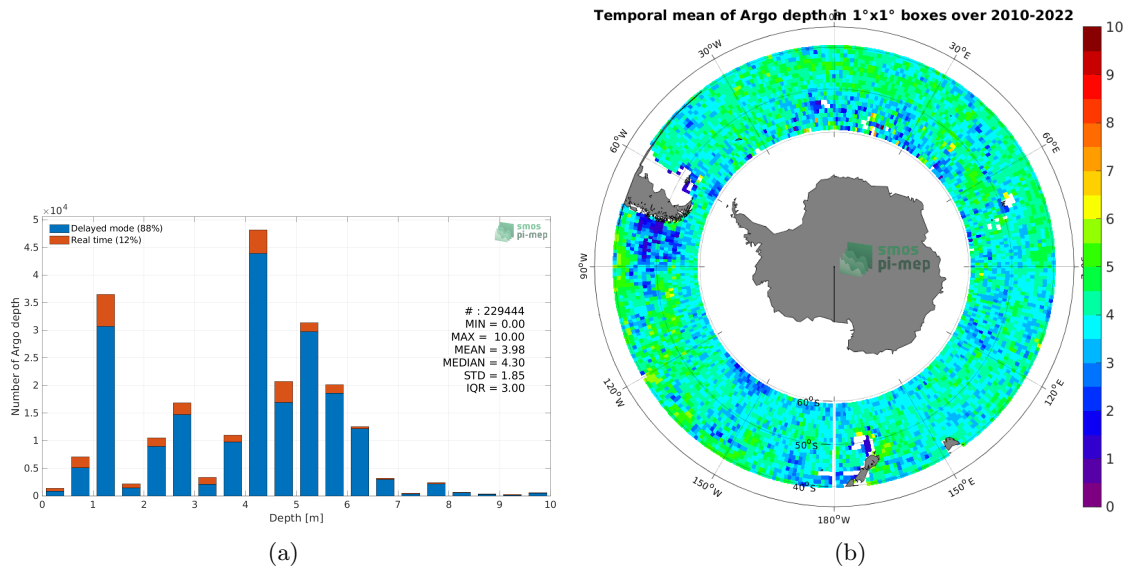 ×10⁴
Delayed mode (88%)
Real time (12%)
smos
pi-mep
# : 229444
MIN = 0.00
MAX = 10.00
MEAN = 3.98
MEDIAN = 4.30
STD = 1.85
IQR = 3.00
Number of Argo depth
5
4.5
4
3.5
3
2.5
2
1.5
1
0.5
0
0 1 2 3 4 5 6 7 8 9 10
Depth [m]
(a)
Temporal mean of Argo depth in 1°x1° boxes over 2010-2022
30°W
30°E
60°W
60°E
90°W
120°W
120°E
150°W
150°E
180°W
60°S
50°S
40°S
smos
pi-mep
10
9
8
7
6
5
4
3
2
1
0
(b)